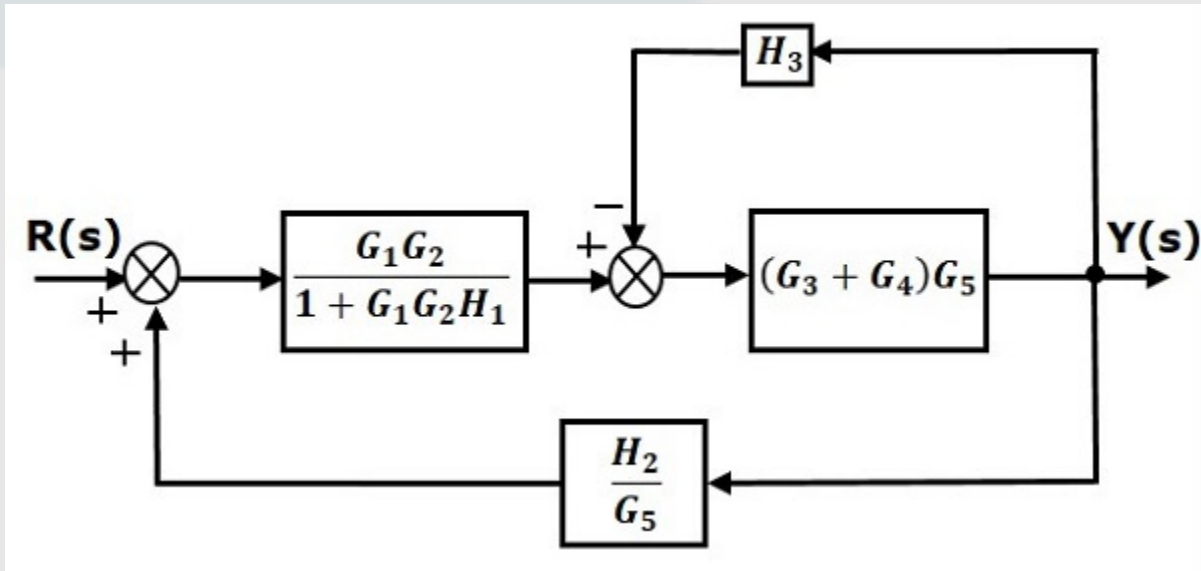 H₃
−
R(s)
+
Y(s)
G₁G₂
1 + G₁G₂H₁
(G₃ + G₄)G₅
+
+
H₂
G₅